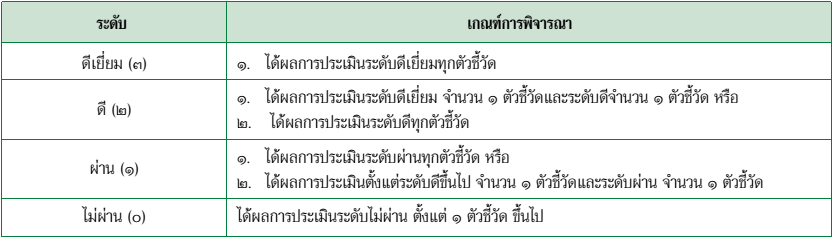 ระดับ เกณฑ์การพิจารณา
ดีเยี่ยม (๓) ๑. ได้ผลการประเมินระดับดีเยี่ยมทุกตัวชี้วัด
ดี (๒) ๑. ได้ผลการประเมินระดับดีเยี่ยม จำนวน ๑ ตัวชี้วัดและระดับดีจำนวน ๑ ตัวชี้วัด หรือ
๒. ได้ผลการประเมินระดับดีทุกตัวชี้วัด
ผ่าน (๑) ๑. ได้ผลการประเมินระดับผ่านทุกตัวชี้วัด หรือ
๒. ได้ผลการประเมินตั้งแต่ระดับดีขึ้นไป จำนวน ๑ ตัวชี้วัดและระดับผ่าน จำนวน ๑ ตัวชี้วัด
ไม่ผ่าน (๐) ได้ผลการประเมินระดับไม่ผ่าน ตั้งแต่ ๑ ตัวชี้วัด ขึ้นไป